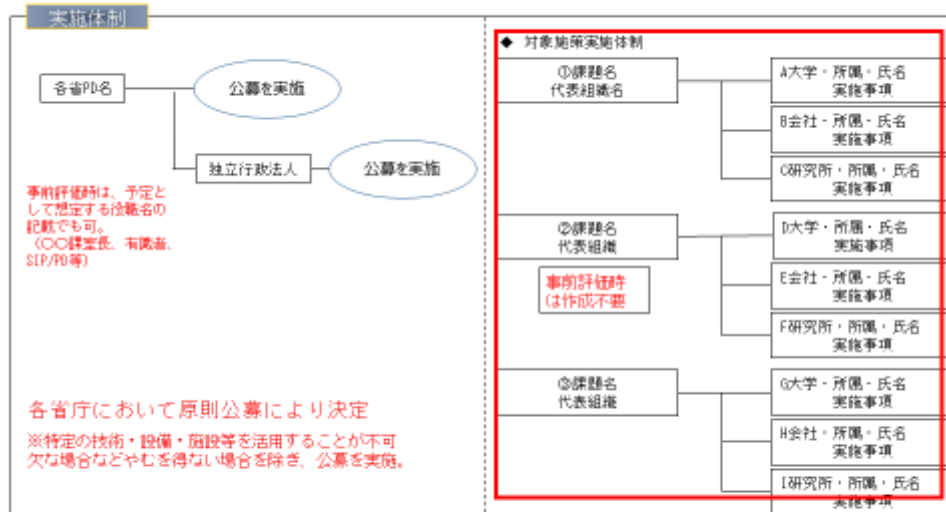 実施体制
各省PD名
公募を実施
独立行政法人
公募を実施
事前評価時は、予定と
して想定する役職名の
記載でも可。
(〇〇課室長、有識者、
SIP/PD等)
各省庁において原則公募により決定
※特定の技術・設備・施設等を活用することが不可
欠な場合などやむを得ない場合を除き、公募を実施。
◆ 対象施策実施体制
①課題名
代表組織名
A大学・所属・氏名
実施事項
B会社・所属・氏名
実施事項
C研究所・所属・氏名
実施事項
②課題名
代表組織
事前評価時
は作成不要
D大学・所属・氏名
実施事項
E会社・所属・氏名
実施事項
F研究所・所属・氏名
実施事項
③課題名
代表組織
G大学・所属・氏名
実施事項
H会社・所属・氏名
実施事項
I研究所・所属・氏名
実施事項